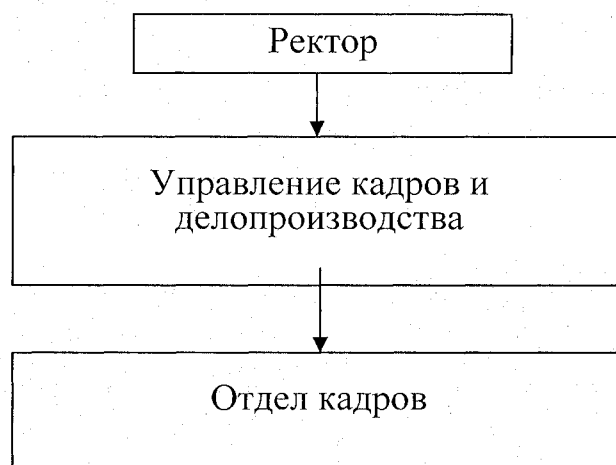 Ректор
Управление кадров и
делопроизводства
Отдел кадров